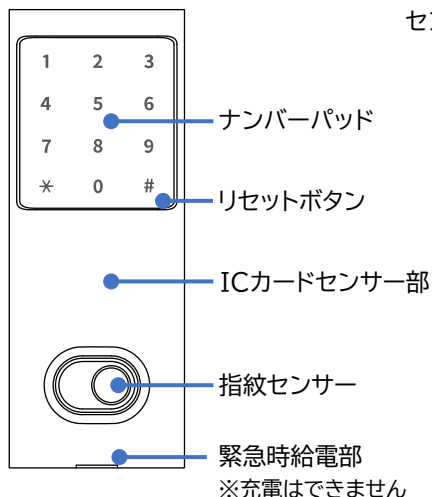 セ
1 2 3
4 5 6
7 8 9
* 0 #
ナンバーパッド
リセットボタン
ICカードセンサー部
指紋センサー
緊急時給電部
※充電はできません